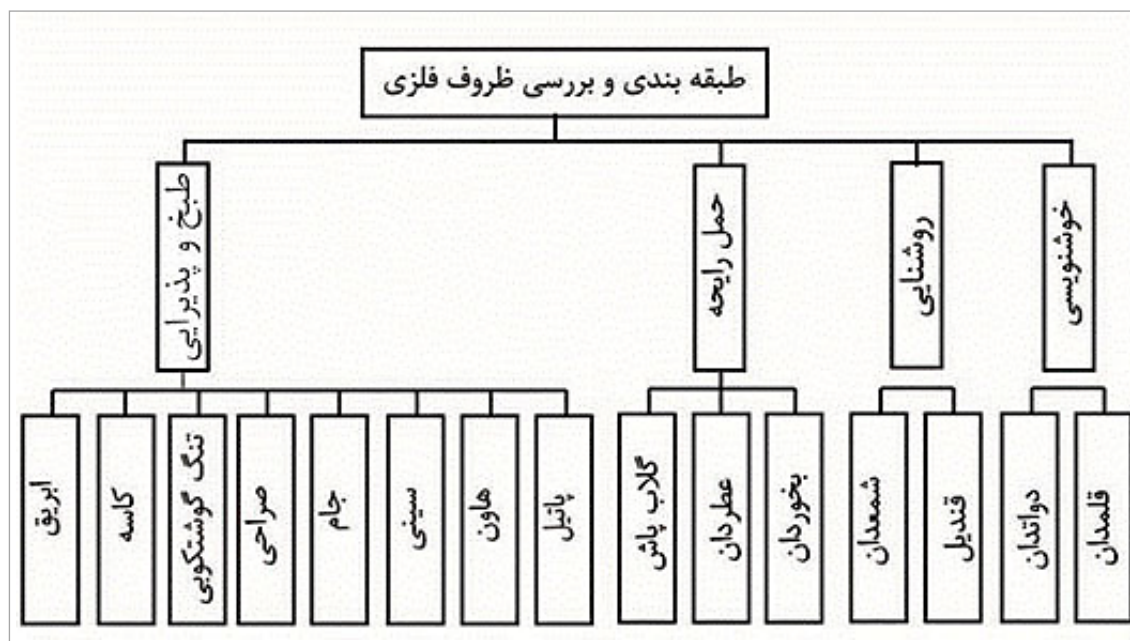 طبقه بندی و بررسی ظروف فلزی
خوشنویسی
روشنایی
حمل رایحه
طبخ و پذیرایی
قلمدان
دواتدان
قندیل
شمعدان
بخوردان
عطردان
گلاب پاش
پاتیل
هاون
سینی
جام
صراحی
تنگ گوشتکوبی
کاسه
ابریق